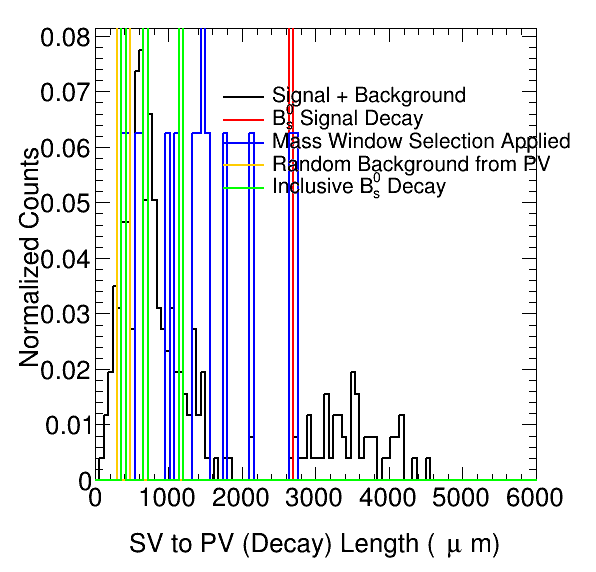 0.08
0.07
0.06
0.05
0.04
0.03
0.02
0.01
0
Normalized Counts
Signal + Background
B⁰ₛ Signal Decay
Mass Window Selection Applied
Random Background from PV
Inclusive B⁰ₛ Decay
0 1000 2000 3000 4000 5000 6000
SV to PV (Decay) Length ( μ m)